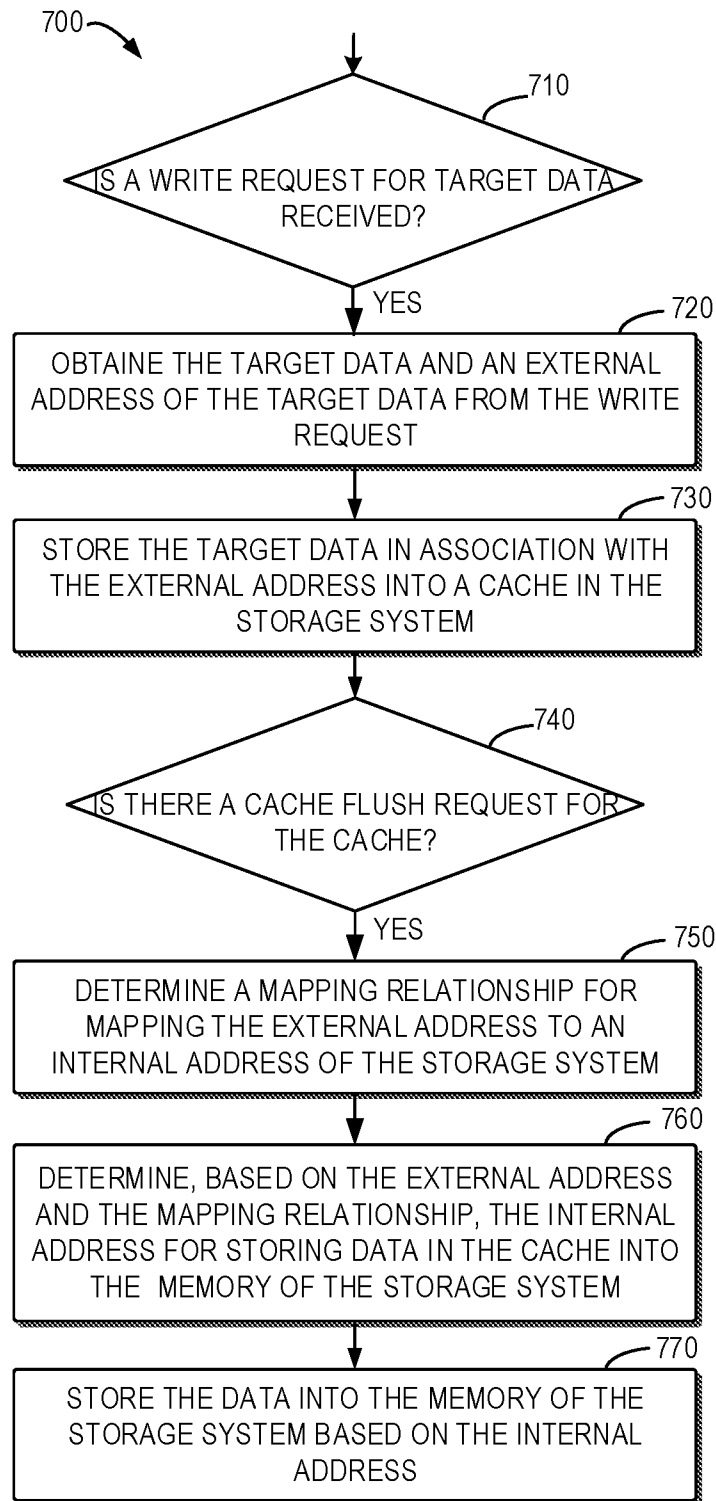 700
710
IS A WRITE REQUEST FOR TARGET DATA
RECEIVED?
YES
720
OBTAINE THE TARGET DATA AND AN EXTERNAL
ADDRESS OF THE TARGET DATA FROM THE WRITE
REQUEST
730
STORE THE TARGET DATA IN ASSOCIATION WITH
THE EXTERNAL ADDRESS INTO A CACHE IN THE
STORAGE SYSTEM
740
IS THERE A CACHE FLUSH REQUEST FOR
THE CACHE?
YES
750
DETERMINE A MAPPING RELATIONSHIP FOR
MAPPING THE EXTERNAL ADDRESS TO AN
INTERNAL ADDRESS OF THE STORAGE SYSTEM
760
DETERMINE, BASED ON THE EXTERNAL ADDRESS
AND THE MAPPING RELATIONSHIP, THE INTERNAL
ADDRESS FOR STORING DATA IN THE CACHE INTO
THE MEMORY OF THE STORAGE SYSTEM
770
STORE THE DATA INTO THE MEMORY OF THE
STORAGE SYSTEM BASED ON THE INTERNAL
ADDRESS